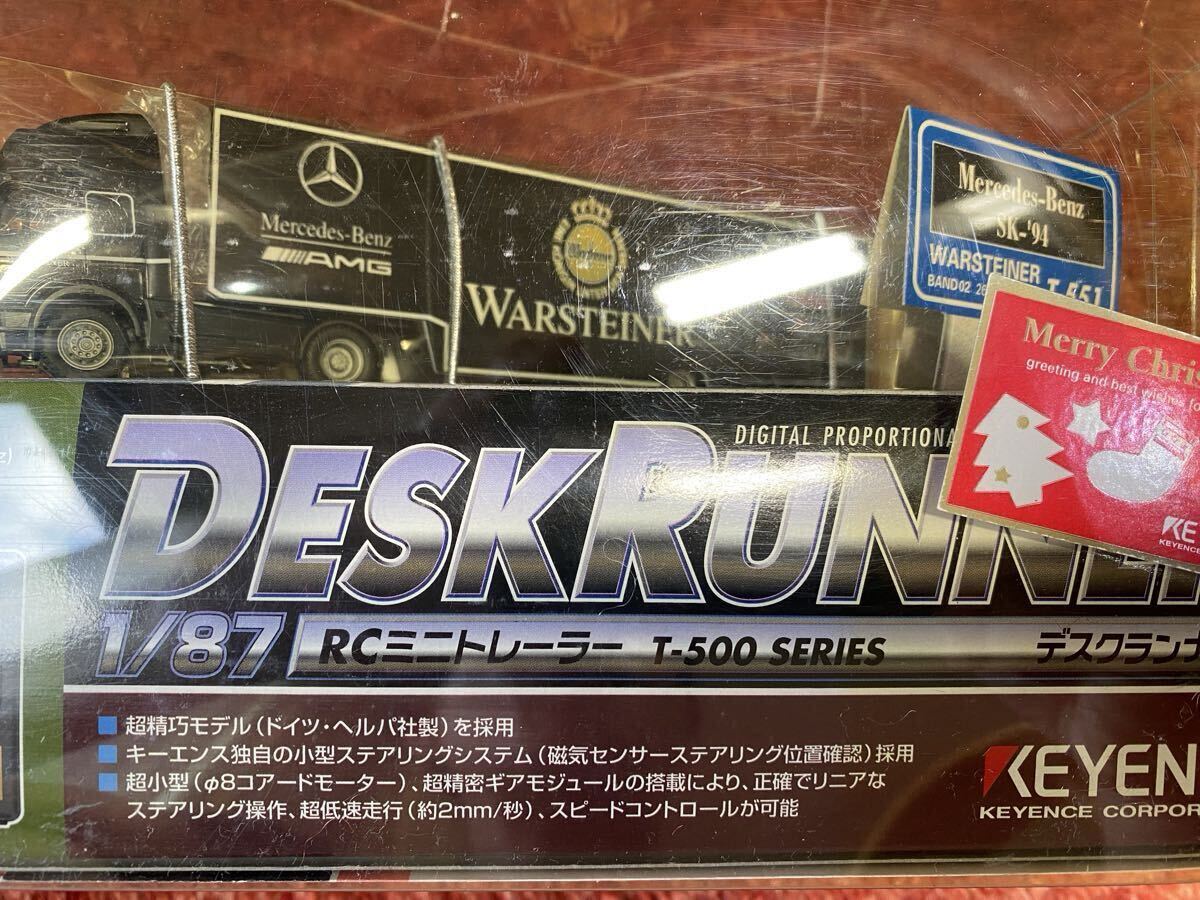 Mercedes-Benz
AMG
WARSTEINER
Mercedes-Benz
SK-'94
WARSTEINER
BAND02 26
T-551
Merry Chris
greeting and best wishes
KE
KEYENCE
DIGITAL PROPORTIONA
DESKRUNNE
1/87
RCミニトレーラー T-500 SERIES
デスクランナ
■ 超精巧モデル(ドイツ・ヘルパ社製)を採用
■ キーエンス独自の小型ステアリングシステム(磁気センサーステアリング位置確認)採用
■ 超小型(φ8コアードモーター)、超精密ギアモジュールの搭載により、正確でリニアな
ステアリング操作、超低速走行(約2mm/秒)、スピードコントロールが可能
KEYEN
KEYENCE CORPOR